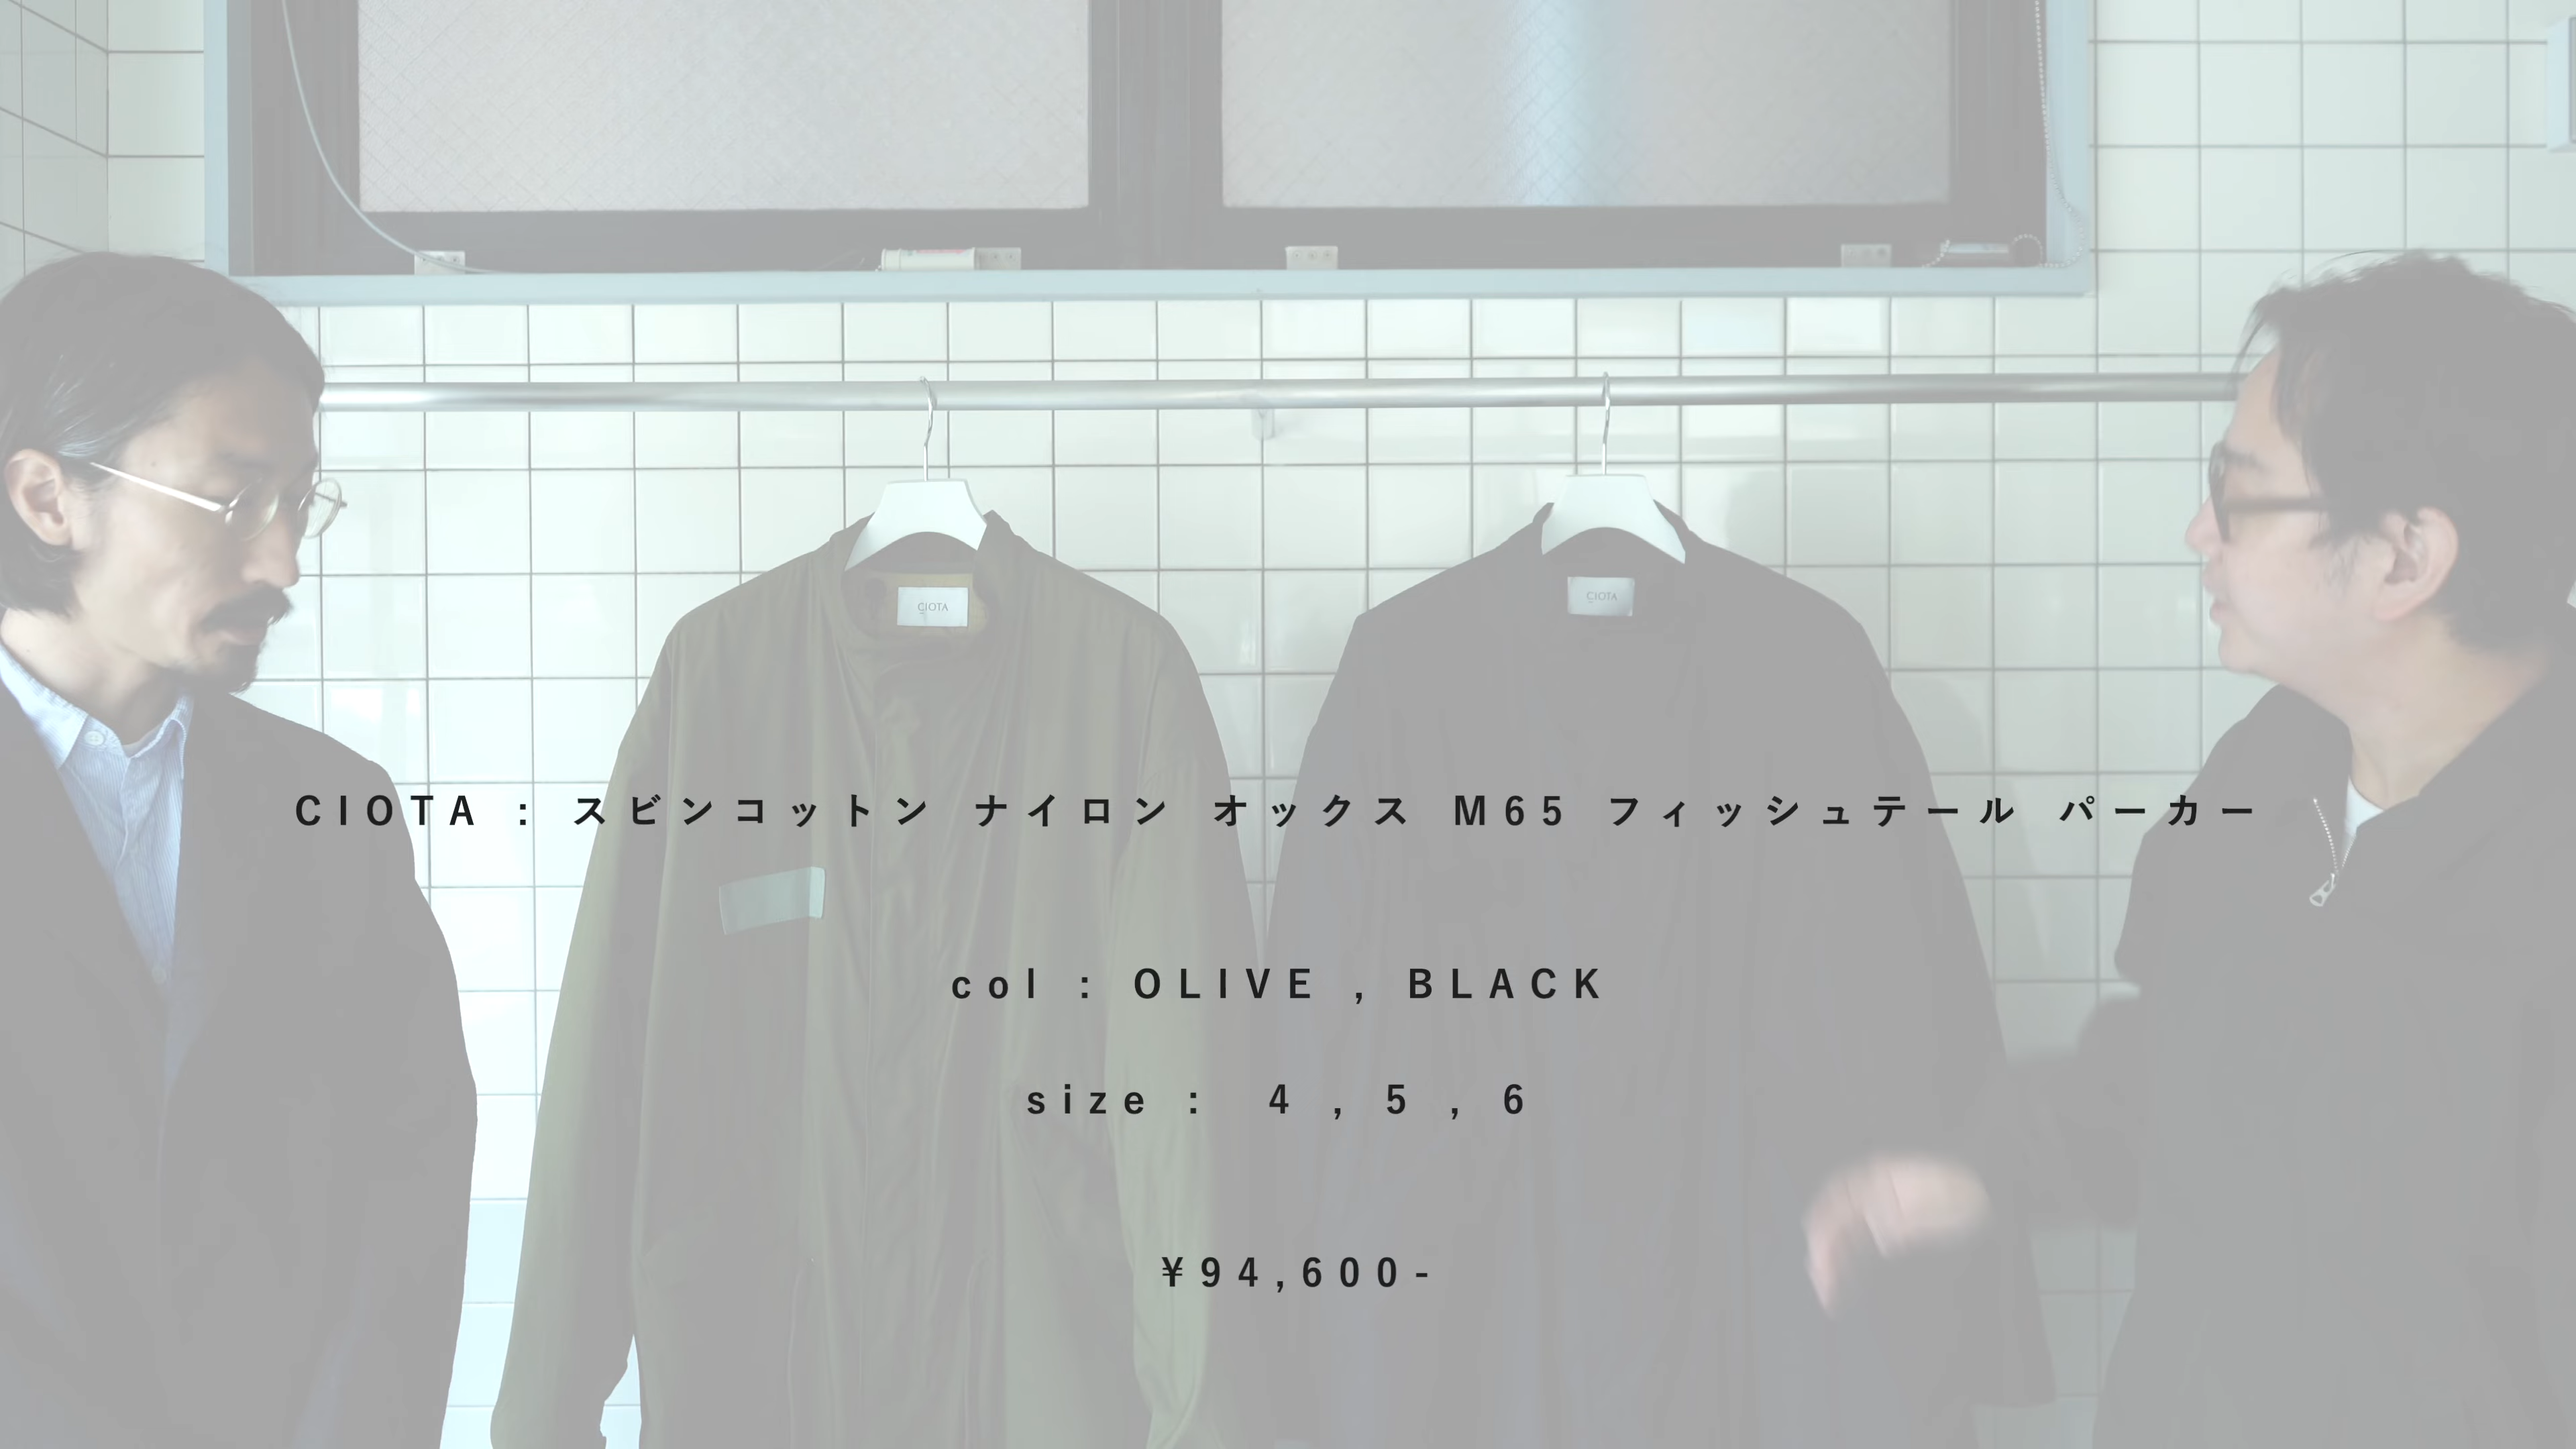 CIOTA
CIOTA
CIOTA : スビンコットン ナイロン オックス M65 フィッシュテール パーカー
col : OLIVE , BLACK
size : 4 , 5 , 6
¥94,600-